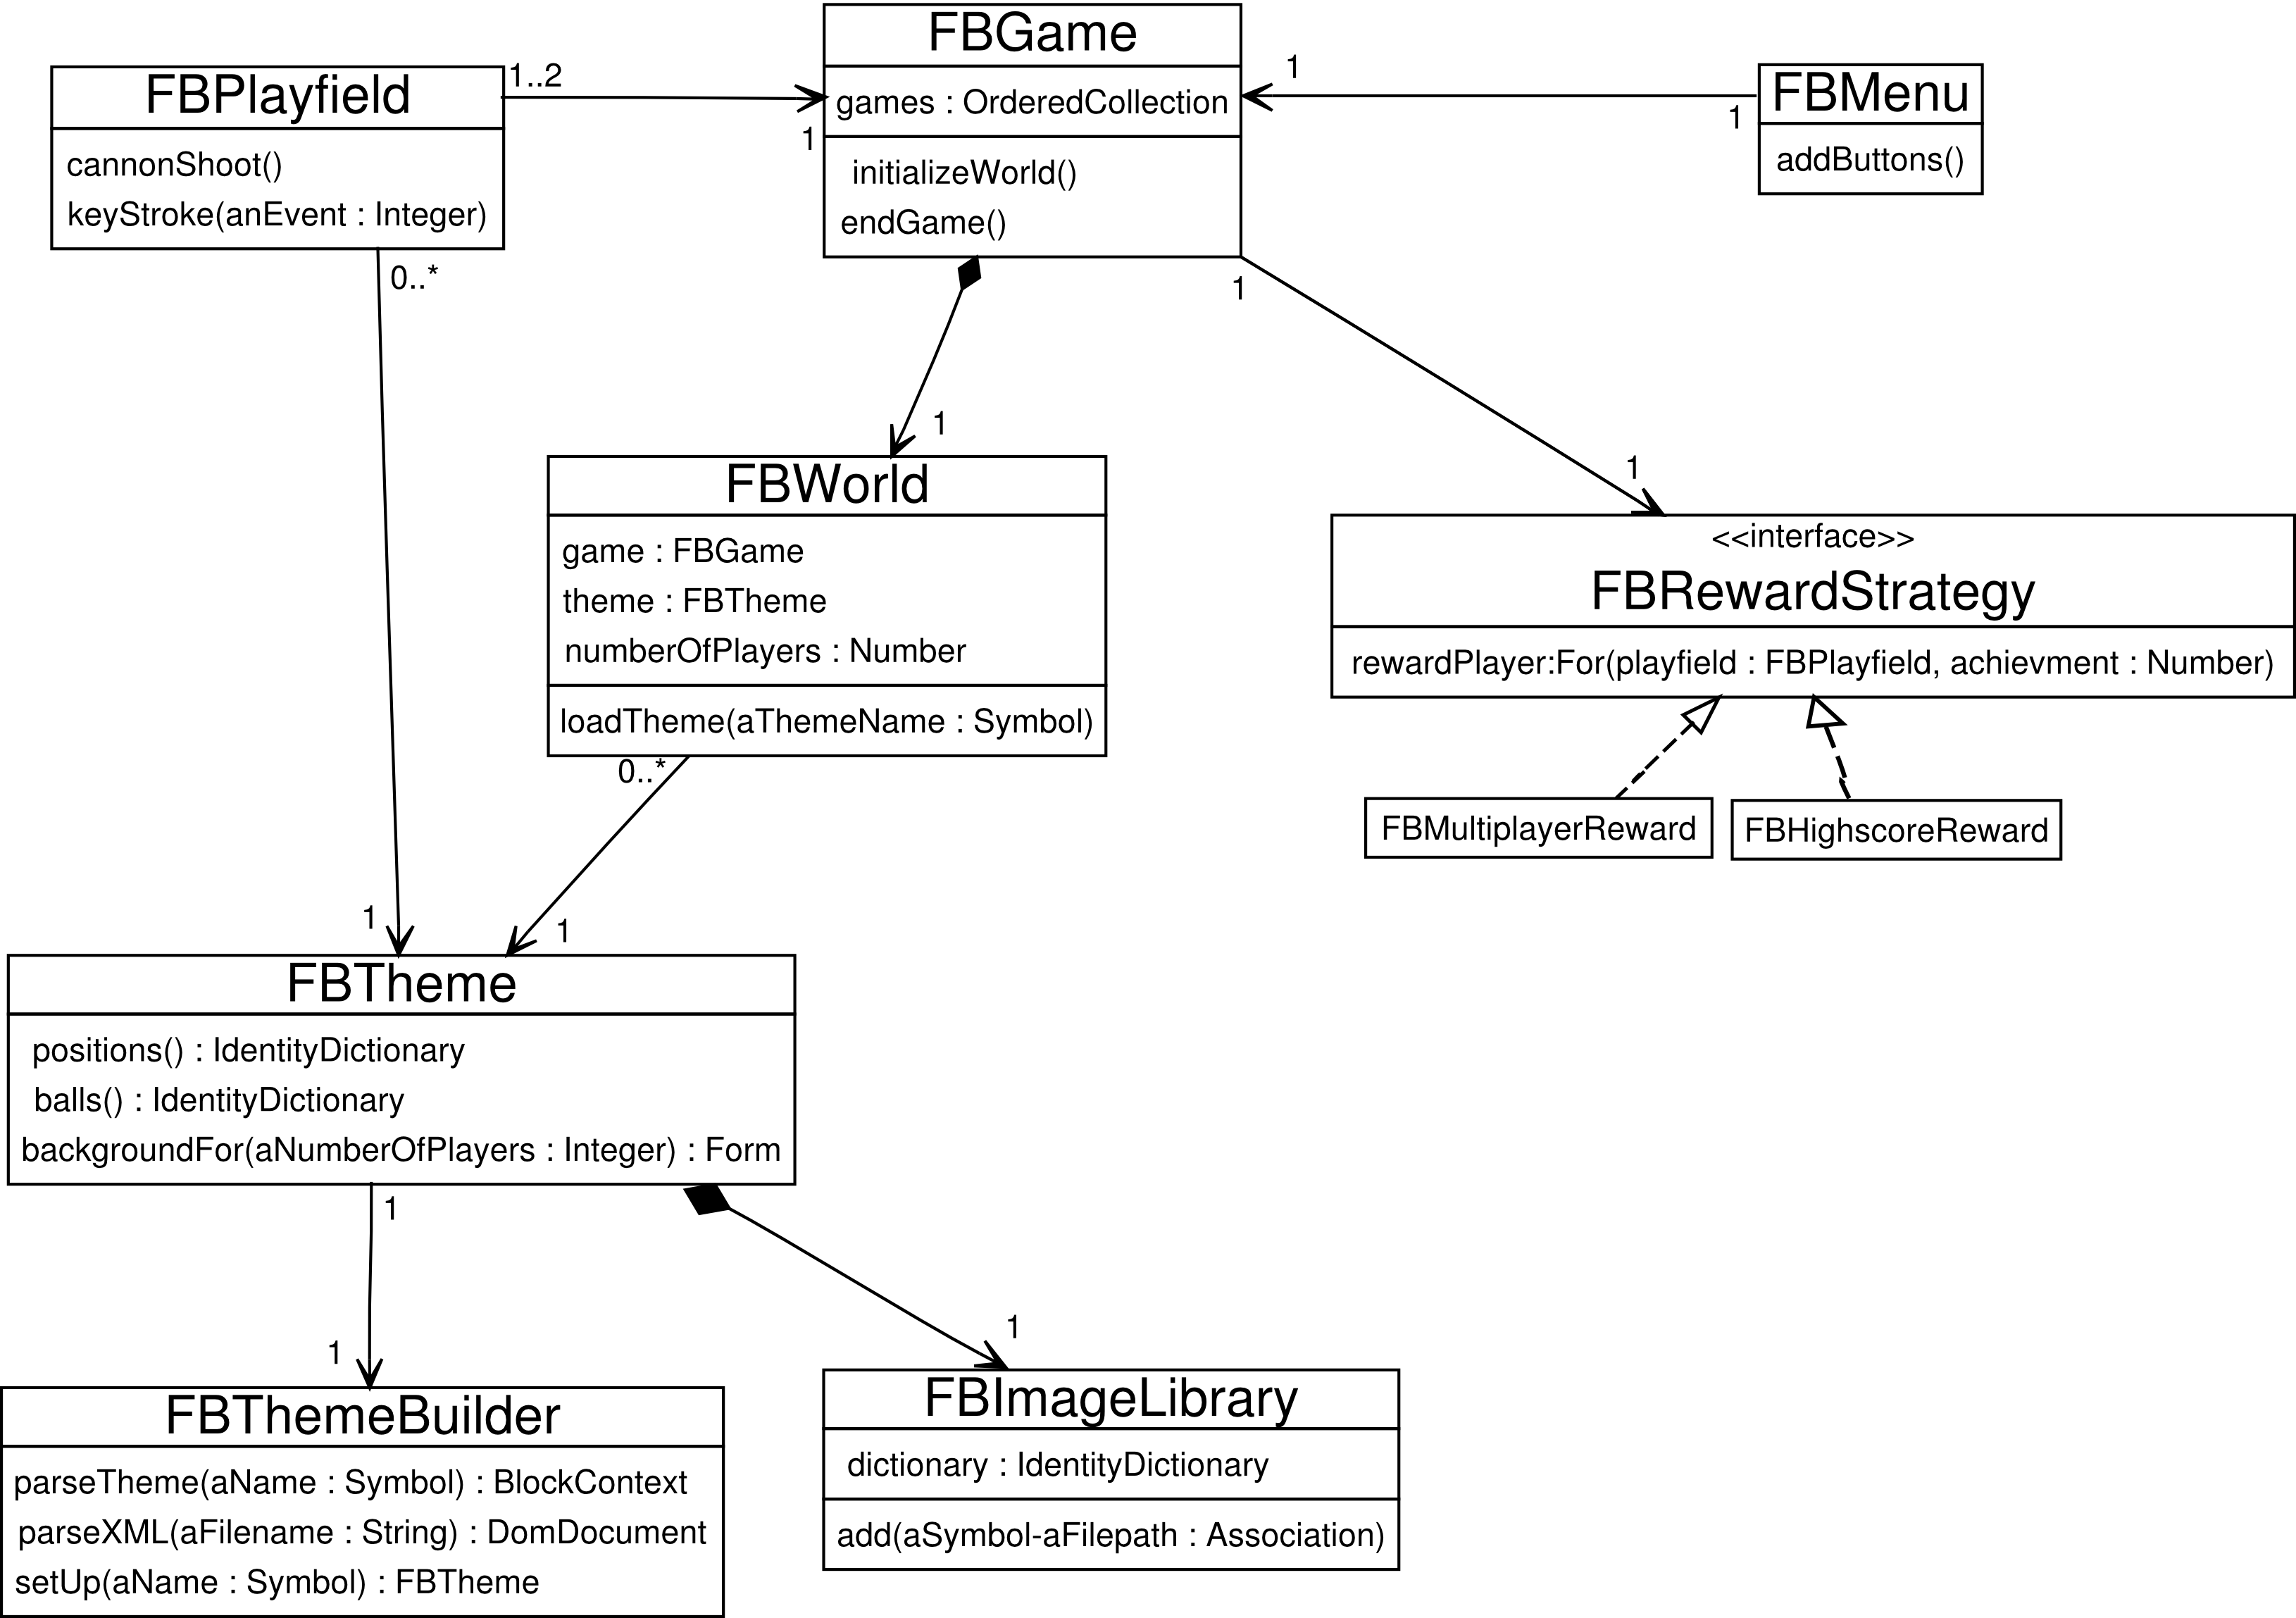 FBGame
games : OrderedCollection
initializeWorld()
endGame()
FBPlayfield
cannonShoot()
keyStroke(anEvent : Integer)
1..2
1
1
1
FBMenu
addButtons()
0..*
1
1
1
FBWorld
game : FBGame
theme : FBTheme
numberOfPlayers : Number
loadTheme(aThemeName : Symbol)
<<interface>>
FBRewardStrategy
rewardPlayer:For(playfield : FBPlayfield, achievment : Number)
FBMultiplayerReward
FBHighscoreReward
0..*
1
1
FBTheme
positions() : IdentityDictionary
balls() : IdentityDictionary
backgroundFor(aNumberOfPlayers : Integer) : Form
1
1
1
FBThemeBuilder
parseTheme(aName : Symbol) : BlockContext
parseXML(aFilename : String) : DomDocument
setUp(aName : Symbol) : FBTheme
FBImageLibrary
dictionary : IdentityDictionary
add(aSymbol-aFilepath : Association)